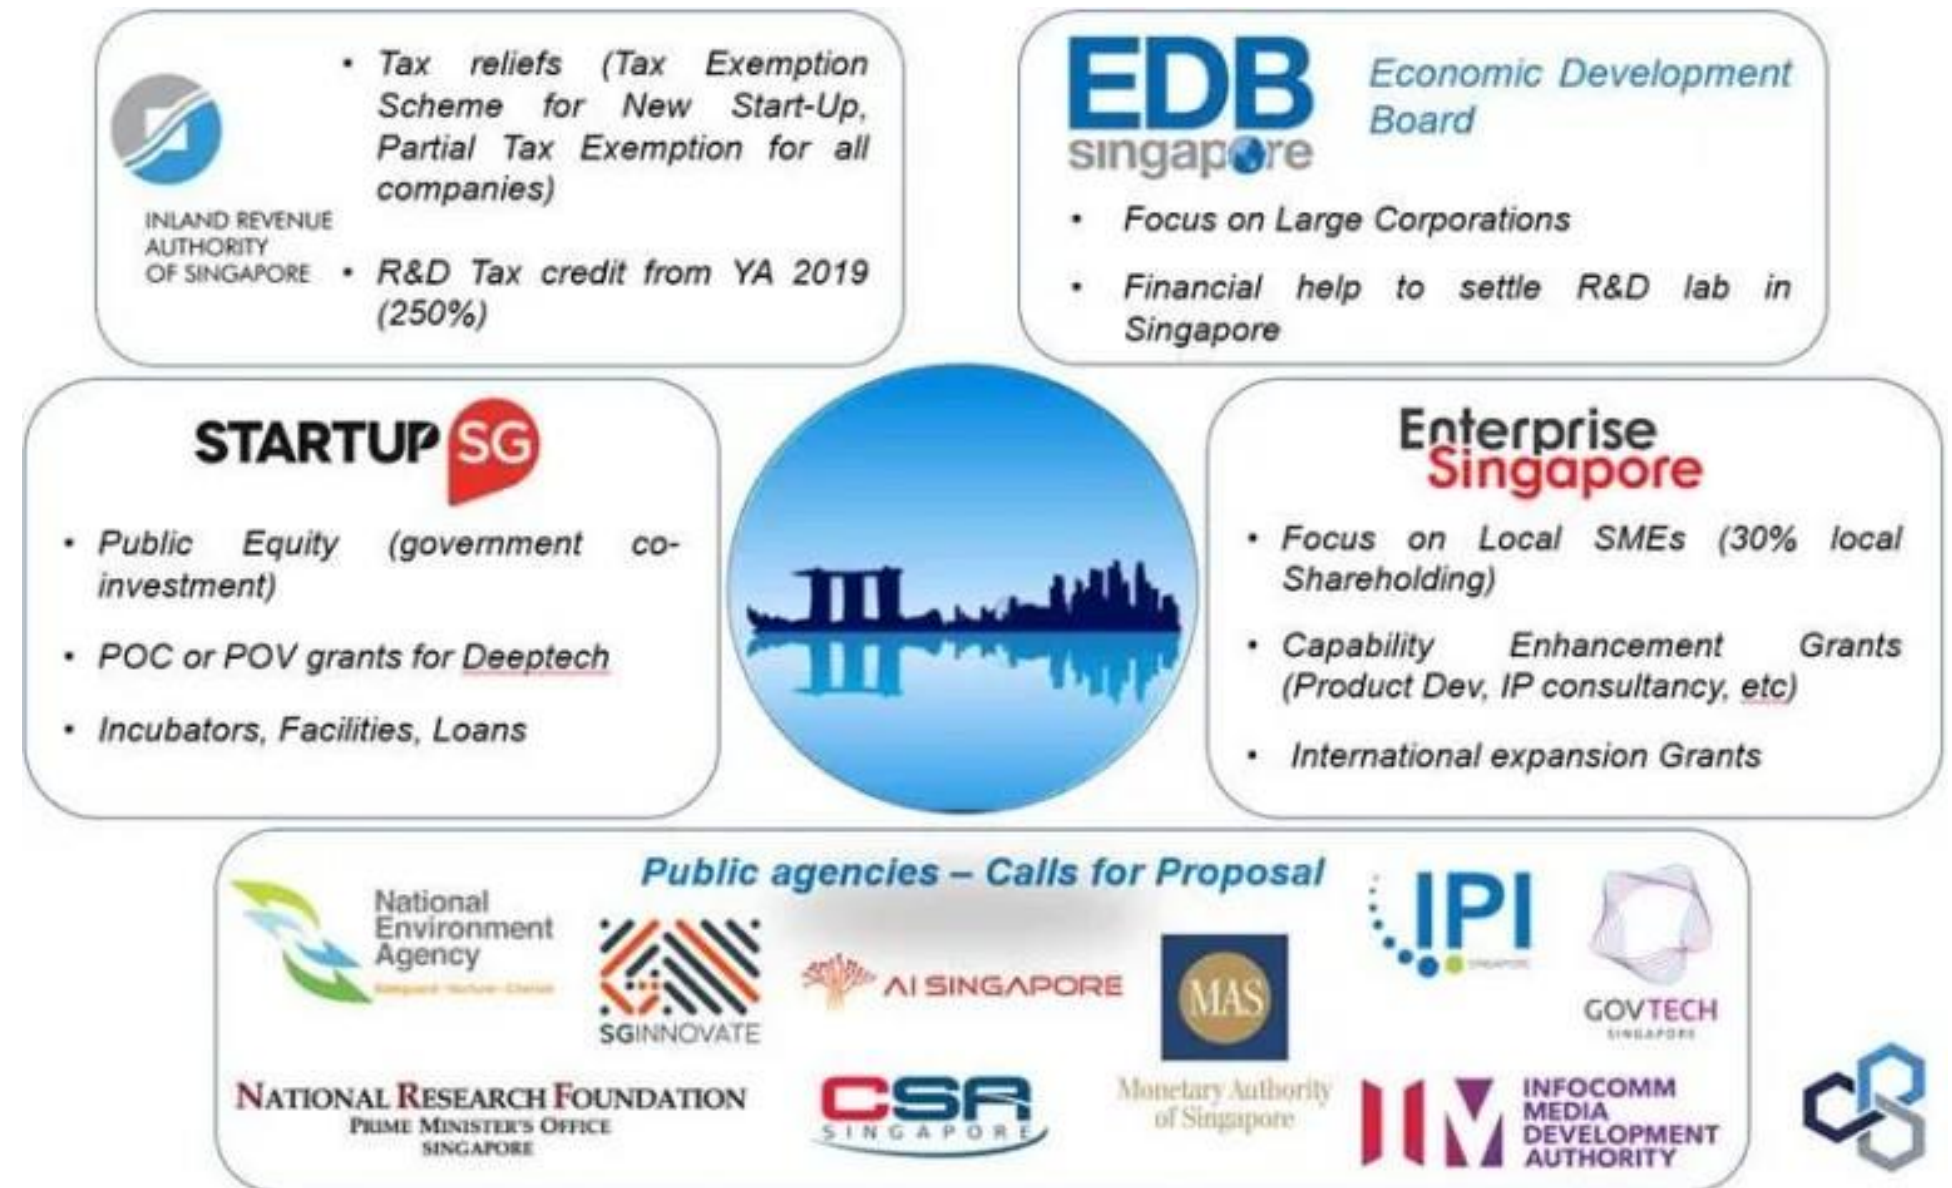 • Tax reliefs (Tax Exemption
Scheme for New Start-Up,
Partial Tax Exemption for all
companies)
INLAND REVENUE
AUTHORITY
OF SINGAPORE
• R&D Tax credit from YA 2019
(250%)
EDB
singapore
Economic Development
Board
• Focus on Large Corporations
• Financial help to settle R&D lab in
Singapore
STARTUP SG
• Public Equity (government co-
investment)
• POC or POV grants for Deeptech
• Incubators, Facilities, Loans
Enterprise
Singapore
• Focus on Local SMEs (30% local
Shareholding)
• Capability Enhancement Grants
(Product Dev, IP consultancy, etc)
• International expansion Grants
Public agencies – Calls for Proposal
National
Environment
Agency
SGINNOVATE
AI SINGAPORE
MAS
Monetary Authority
of Singapore
IPI
SINGAPORE
GOVTECH
SINGAPORE
NATIONAL RESEARCH FOUNDATION
PRIME MINISTER'S OFFICE
SINGAPORE
CSA
SINGAPORE
INFOCOMM
MEDIA
DEVELOPMENT
AUTHORITY